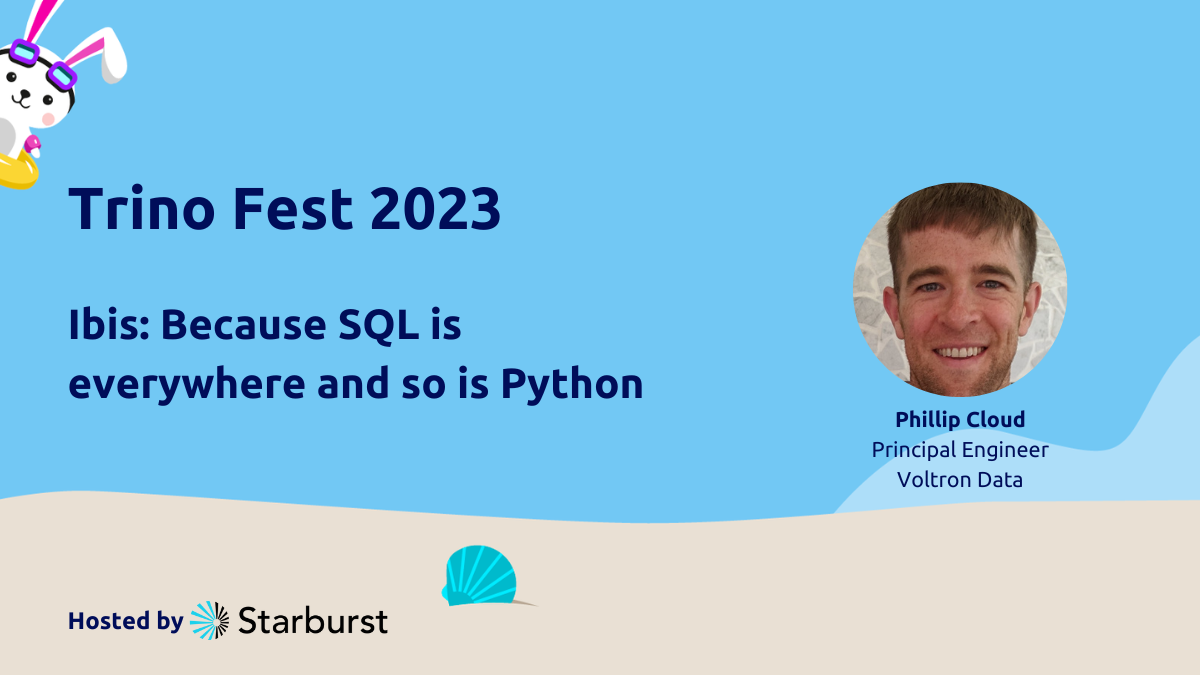 Trino Fest 2023
Ibis: Because SQL is
everywhere and so is Python
Phillip Cloud
Principal Engineer
Voltron Data
Hosted by Starburst